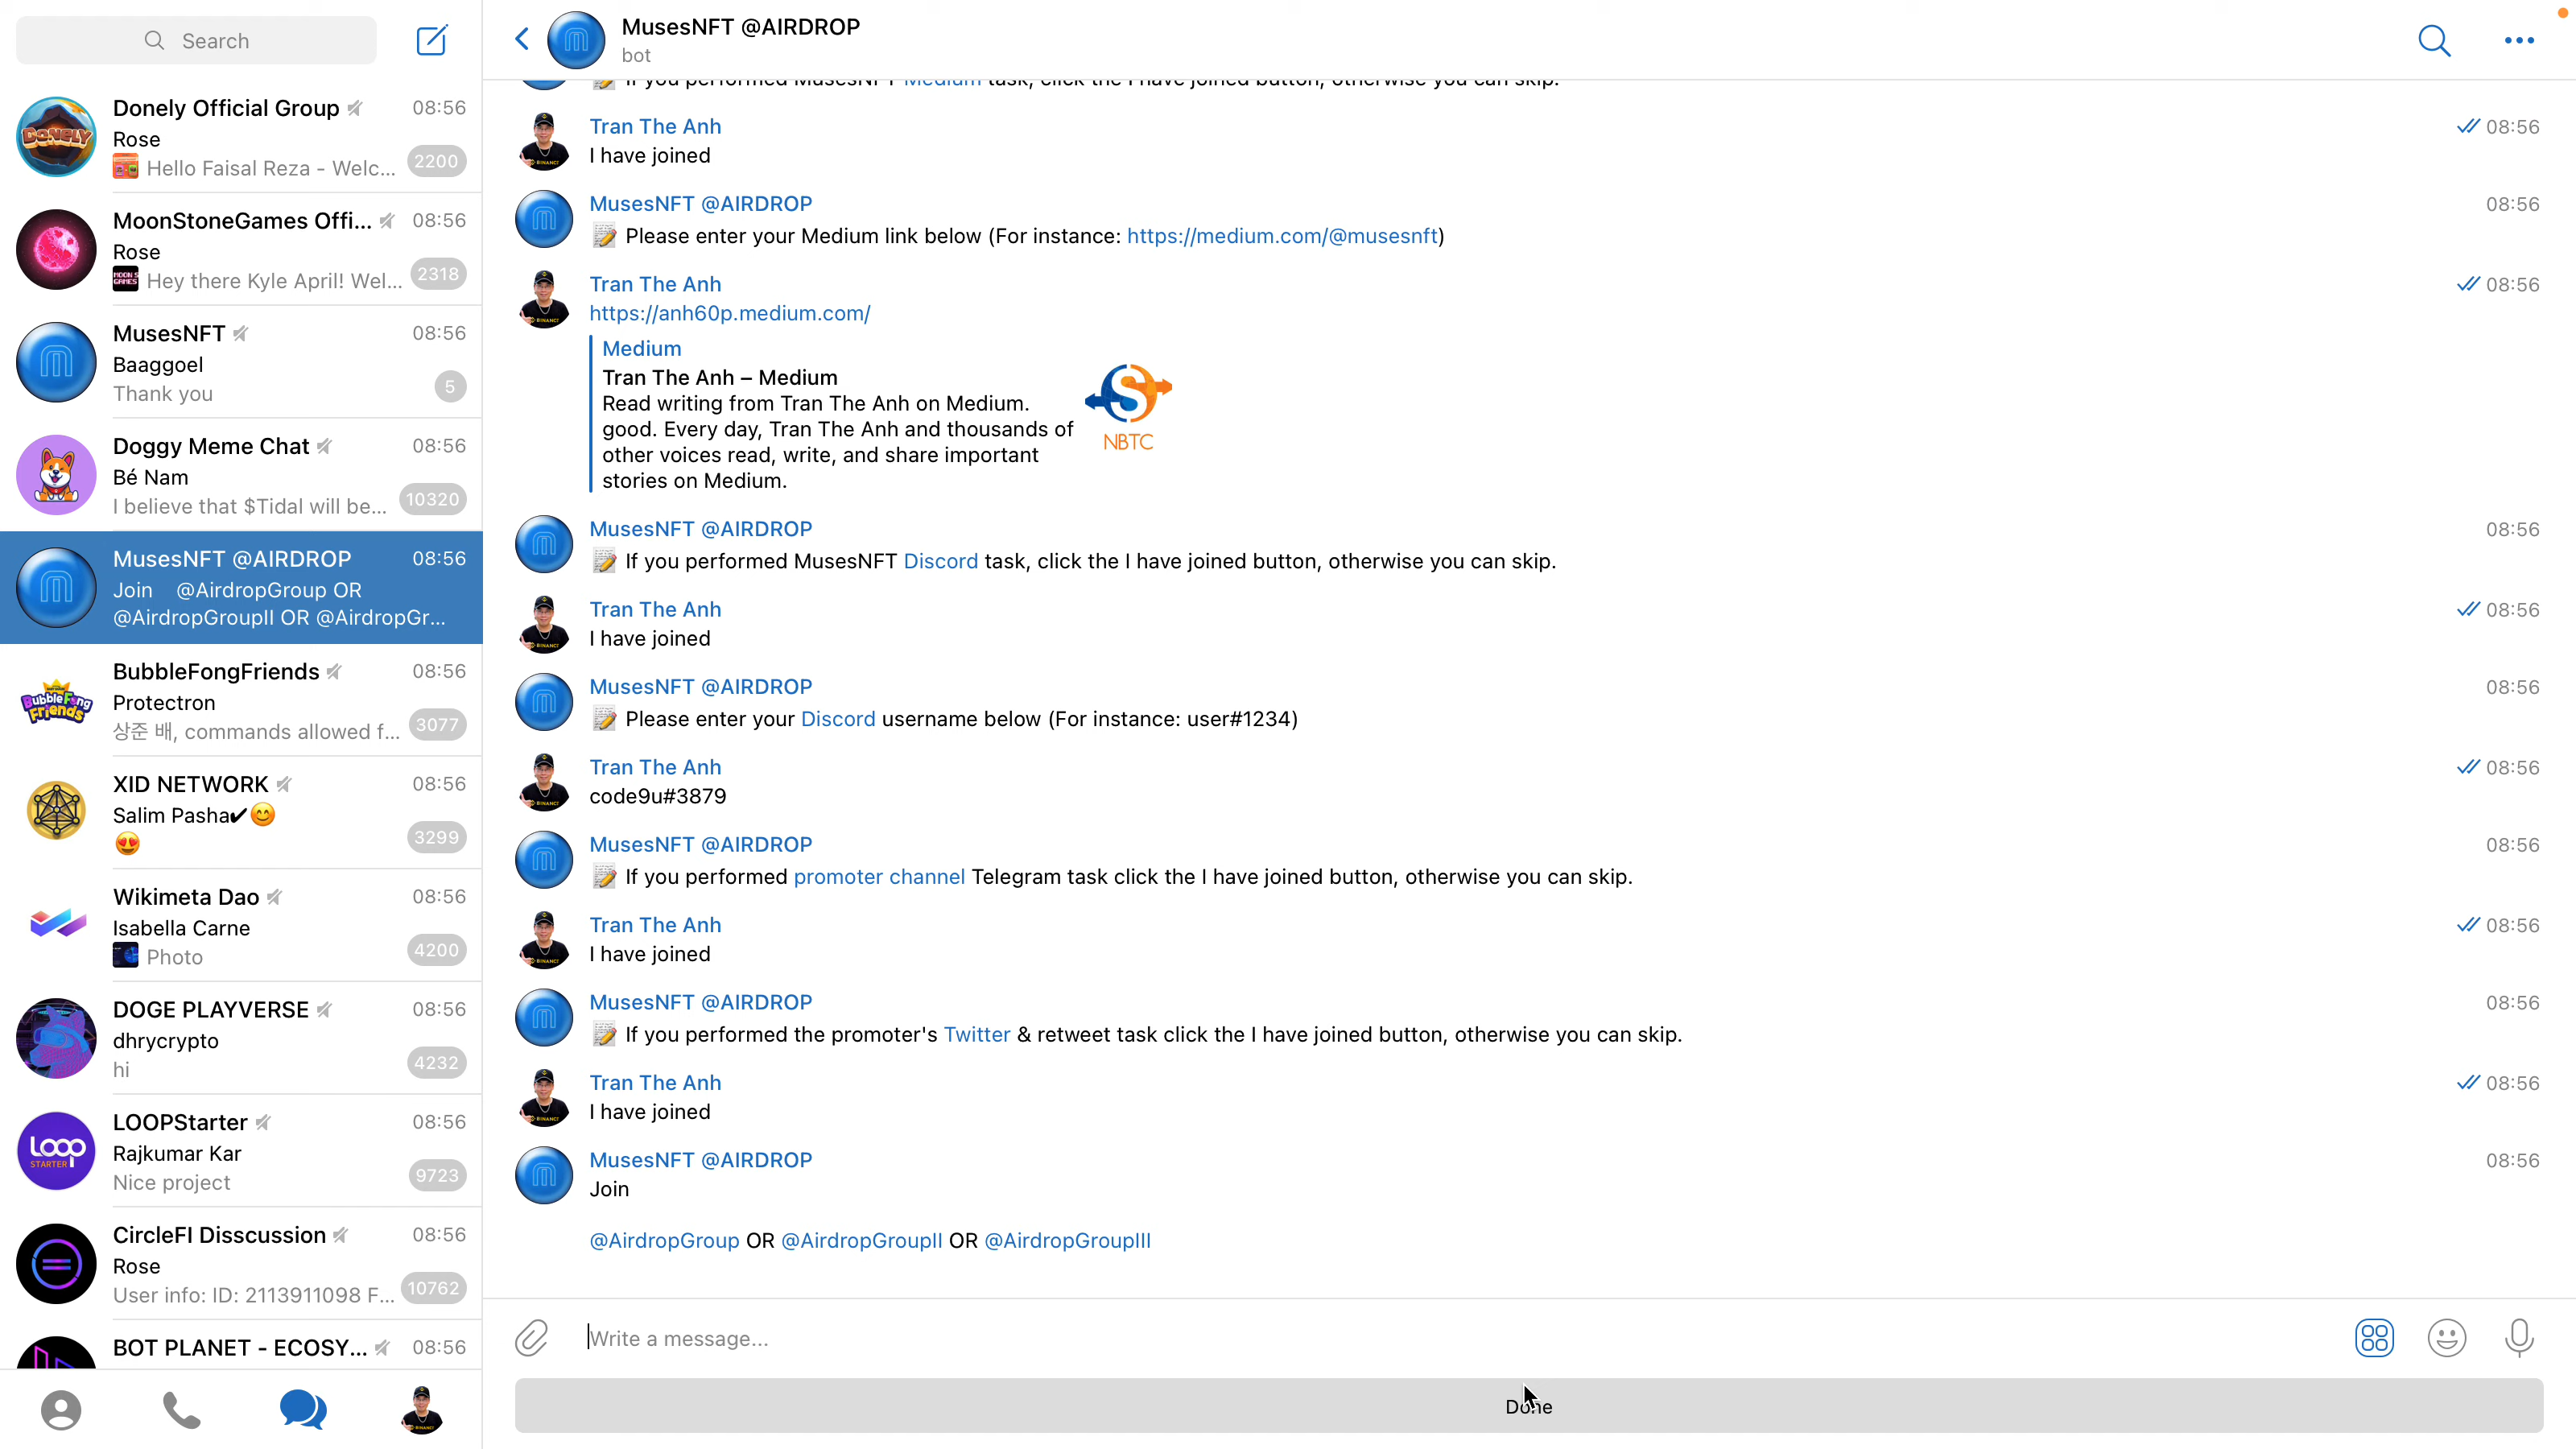 Search
Donely Official Group 08:56
Rose
Hello Faisal Reza - Welc... 2200
MoonStoneGames Offi... 08:56
Rose
Hey there Kyle April! Wel... 2318
MusesNFT 08:56
Baaggoel
Thank you 5
Doggy Meme Chat 08:56
Bé Nam
I believe that $Tidal will be... 10320
MusesNFT @AIRDROP 08:56
Join @AirdropGroup OR
@AirdropGroupII OR @AirdropGr...
BubbleFongFriends 08:56
Protectron
상준 배, commands allowed f... 3077
XID NETWORK 08:56
Salim Pasha✔😊
😍 3299
Wikimeta Dao 08:56
Isabella Carne
Photo 4200
DOGE PLAYVERSE 08:56
dhrycrypto
hi 4232
LOOPStarter 08:56
Rajkumar Kar
Nice project 9723
CircleFI Disscussion 08:56
Rose
User info: ID: 2113911098 F... 10762
BOT PLANET - ECOSY... 08:56
MusesNFT @AIRDROP
bot
📝 If you performed MusesNFT Medium task, click the I have joined button, otherwise you can skip.
Tran The Anh 08:56
I have joined
MusesNFT @AIRDROP 08:56
📝 Please enter your Medium link below (For instance: https://medium.com/@musesnft)
Tran The Anh 08:56
https://anh60p.medium.com/
Medium
Tran The Anh – Medium
Read writing from Tran The Anh on Medium.
good. Every day, Tran The Anh and thousands of
other voices read, write, and share important
stories on Medium.
NBTC
MusesNFT @AIRDROP 08:56
📝 If you performed MusesNFT Discord task, click the I have joined button, otherwise you can skip.
Tran The Anh 08:56
I have joined
MusesNFT @AIRDROP 08:56
📝 Please enter your Discord username below (For instance: user#1234)
Tran The Anh 08:56
code9u#3879
MusesNFT @AIRDROP 08:56
📝 If you performed promoter channel Telegram task click the I have joined button, otherwise you can skip.
Tran The Anh 08:56
I have joined
MusesNFT @AIRDROP 08:56
📝 If you performed the promoter's Twitter & retweet task click the I have joined button, otherwise you can skip.
Tran The Anh 08:56
I have joined
MusesNFT @AIRDROP 08:56
Join
@AirdropGroup OR @AirdropGroupII OR @AirdropGroupIII
Write a message...
Done